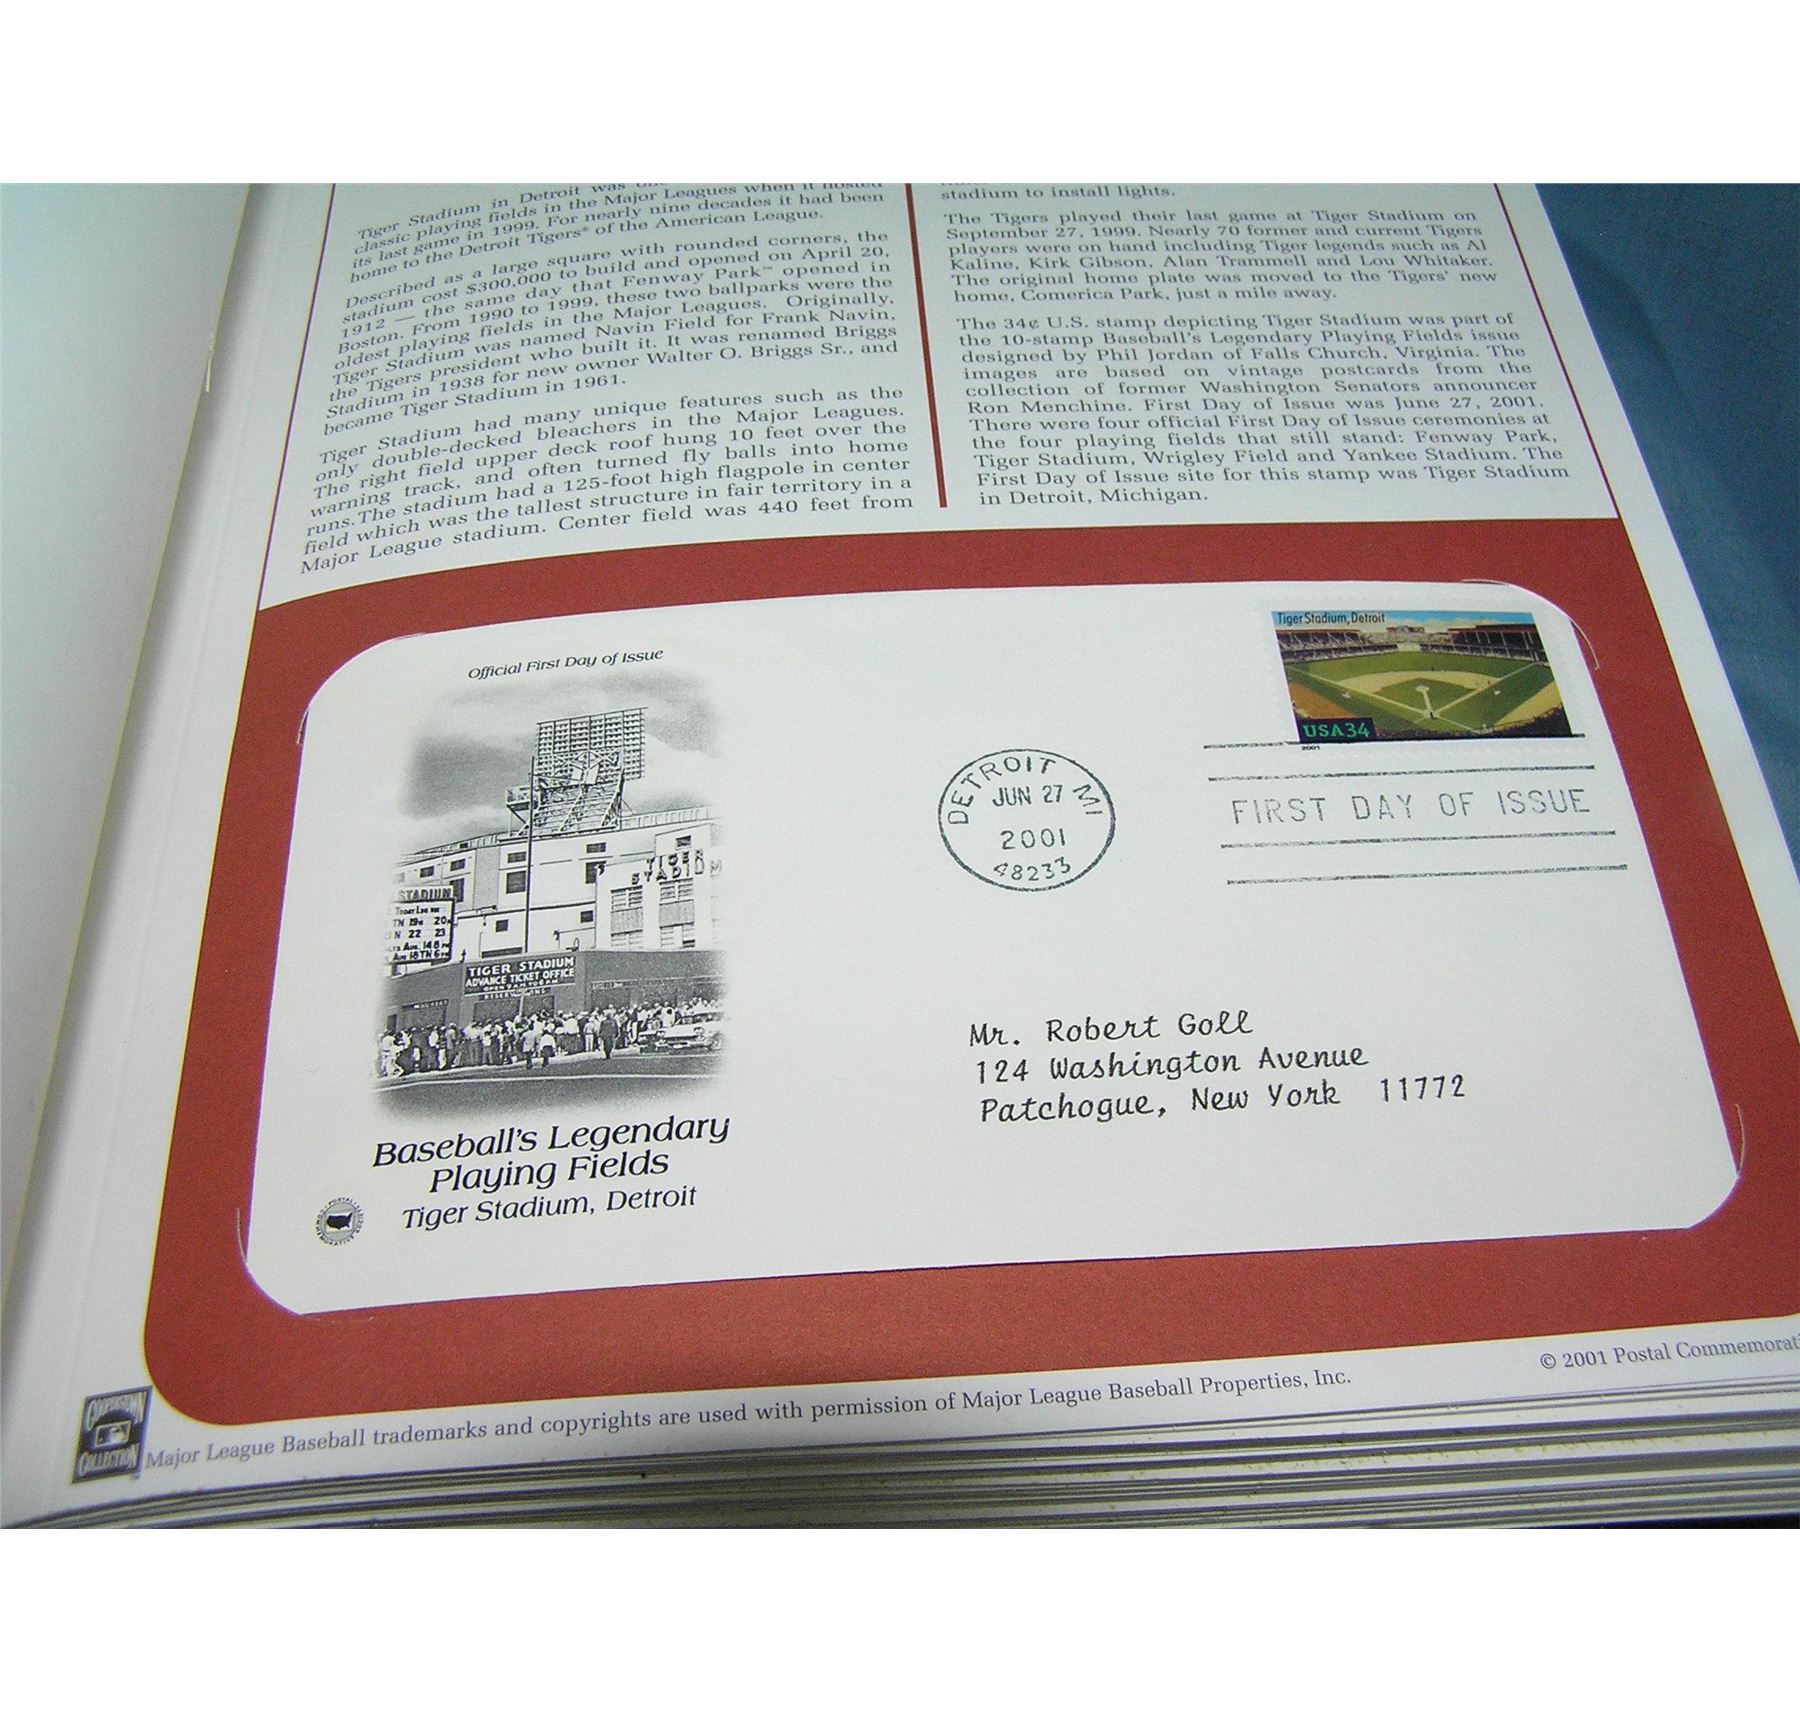 Tiger Stadium in Detroit was
classic playing fields in the Major Leagues when it hosted
its last game in 1999. For nearly nine decades it had been
home to the Detroit Tigers® of the American League.
Described as a large square with rounded corners, the
stadium cost $300,000 to build and opened on April 20,
1912 — the same day that Fenway Park™ opened in
Boston. From 1990 to 1999, these two ballparks were the
oldest playing fields in the Major Leagues. Originally,
Tiger Stadium was named Navin Field for Frank Navin,
the Tigers president who built it. It was renamed Briggs
Stadium in 1938 for new owner Walter O. Briggs Sr., and
became Tiger Stadium in 1961.
Tiger Stadium had many unique features such as the
only double-decked bleachers in the Major Leagues.
The right field upper deck roof hung 10 feet over the
warning track, and often turned fly balls into home
runs. The stadium had a 125-foot high flagpole in center
field which was the tallest structure in fair territory in a
Major League stadium. Center field was 440 feet from
stadium to install lights.
The Tigers played their last game at Tiger Stadium on
September 27, 1999. Nearly 70 former and current Tigers
players were on hand including Tiger legends such as Al
Kaline, Kirk Gibson, Alan Trammell and Lou Whitaker.
The original home plate was moved to the Tigers' new
home, Comerica Park, just a mile away.
The 34¢ U.S. stamp depicting Tiger Stadium was part of
the 10-stamp Baseball's Legendary Playing Fields issue
designed by Phil Jordan of Falls Church, Virginia. The
images are based on vintage postcards from the
collection of former Washington Senators announcer
Ron Menchine. First Day of Issue was June 27, 2001.
There were four official First Day of Issue ceremonies at
the four playing fields that still stand: Fenway Park,
Tiger Stadium, Wrigley Field and Yankee Stadium. The
First Day of Issue site for this stamp was Tiger Stadium
in Detroit, Michigan.
Official First Day of Issue
TIGER
STADIUM
STADIUM
TN 19 20
N 22 23
TIGER STADIUM
ADVANCE TICKET OFFICE
OPEN 9 AM TO 6 PM
RESERVATIONS
Baseball's Legendary
Playing Fields
Tiger Stadium, Detroit
POSTAL COMMEMORATIVE SOCIETY
Tiger Stadium, Detroit
USA34
2001
DETROIT MI
JUN 27
2001
48233
FIRST DAY OF ISSUE
Mr. Robert Goll
124 Washington Avenue
Patchogue, New York 11772
COOPERSTOWN
COLLECTION
Major League Baseball trademarks and copyrights are used with permission of Major League Baseball Properties, Inc.
© 2001 Postal Commemorati